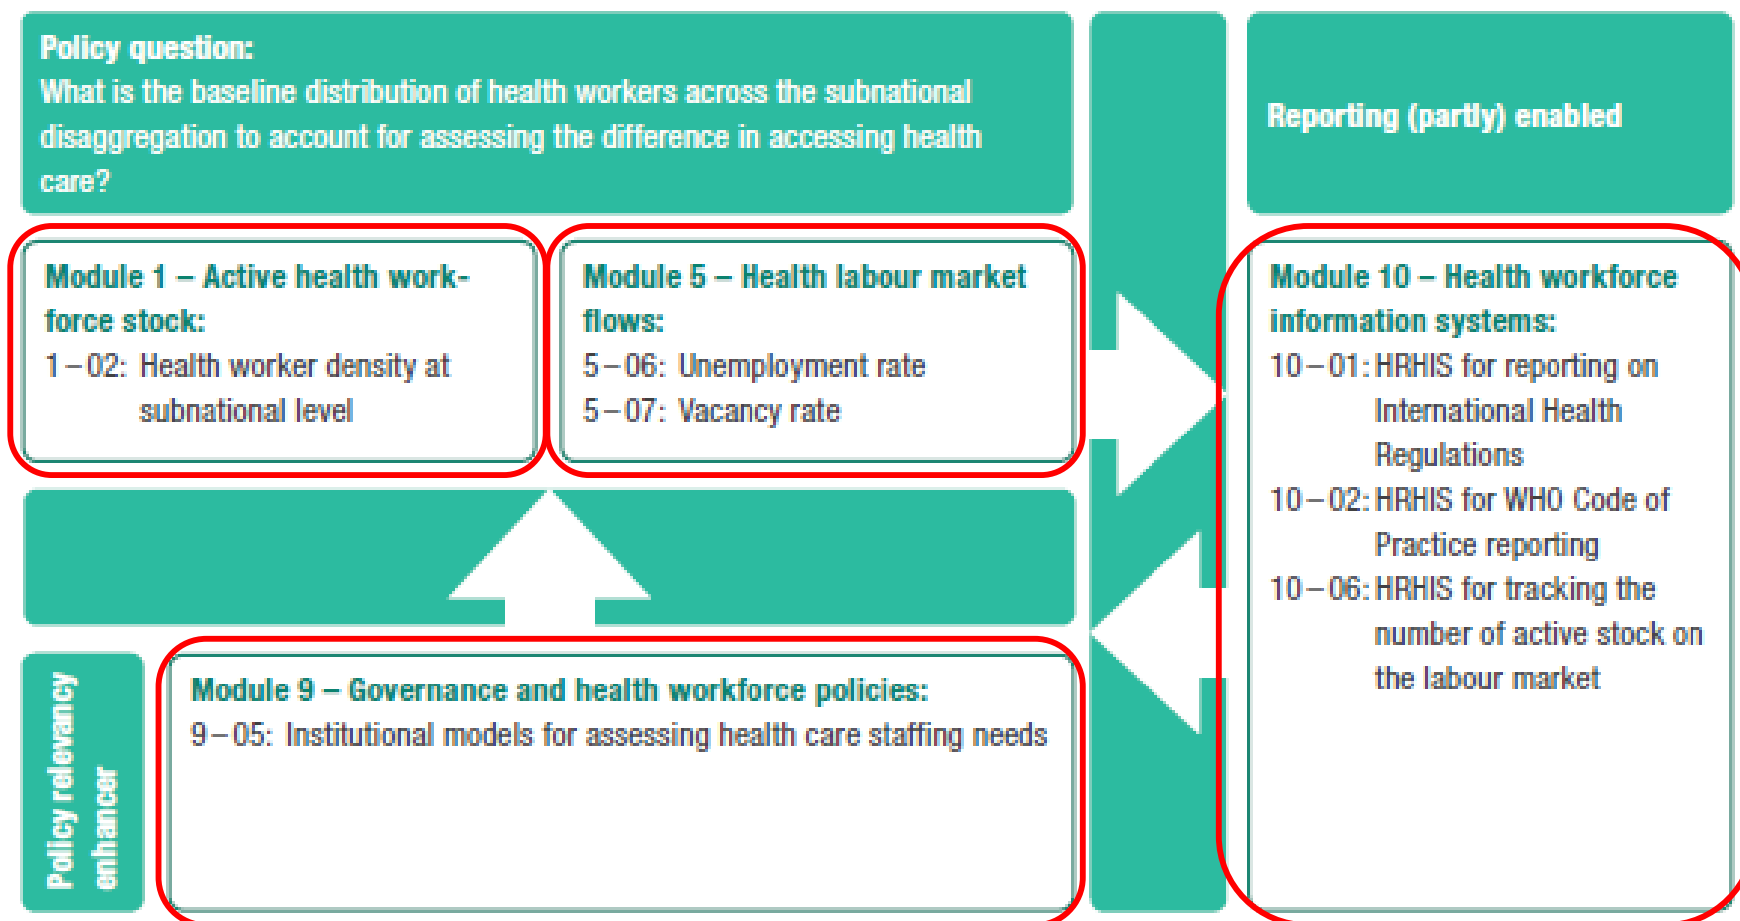 Policy question:
What is the baseline distribution of health workers across the subnational
disaggregation to account for assessing the difference in accessing health
care?
Reporting (partly) enabled
Module 1 – Active health work-
force stock:
1–02: Health worker density at
subnational level
Module 5 – Health labour market
flows:
5–06: Unemployment rate
5–07: Vacancy rate
Module 10 – Health workforce
information systems:
10–01: HRHIS for reporting on
International Health
Regulations
10–02: HRHIS for WHO Code of
Practice reporting
10–06: HRHIS for tracking the
number of active stock on
the labour market
Policy relevancy
enhancer
Module 9 – Governance and health workforce policies:
9–05: Institutional models for assessing health care staffing needs